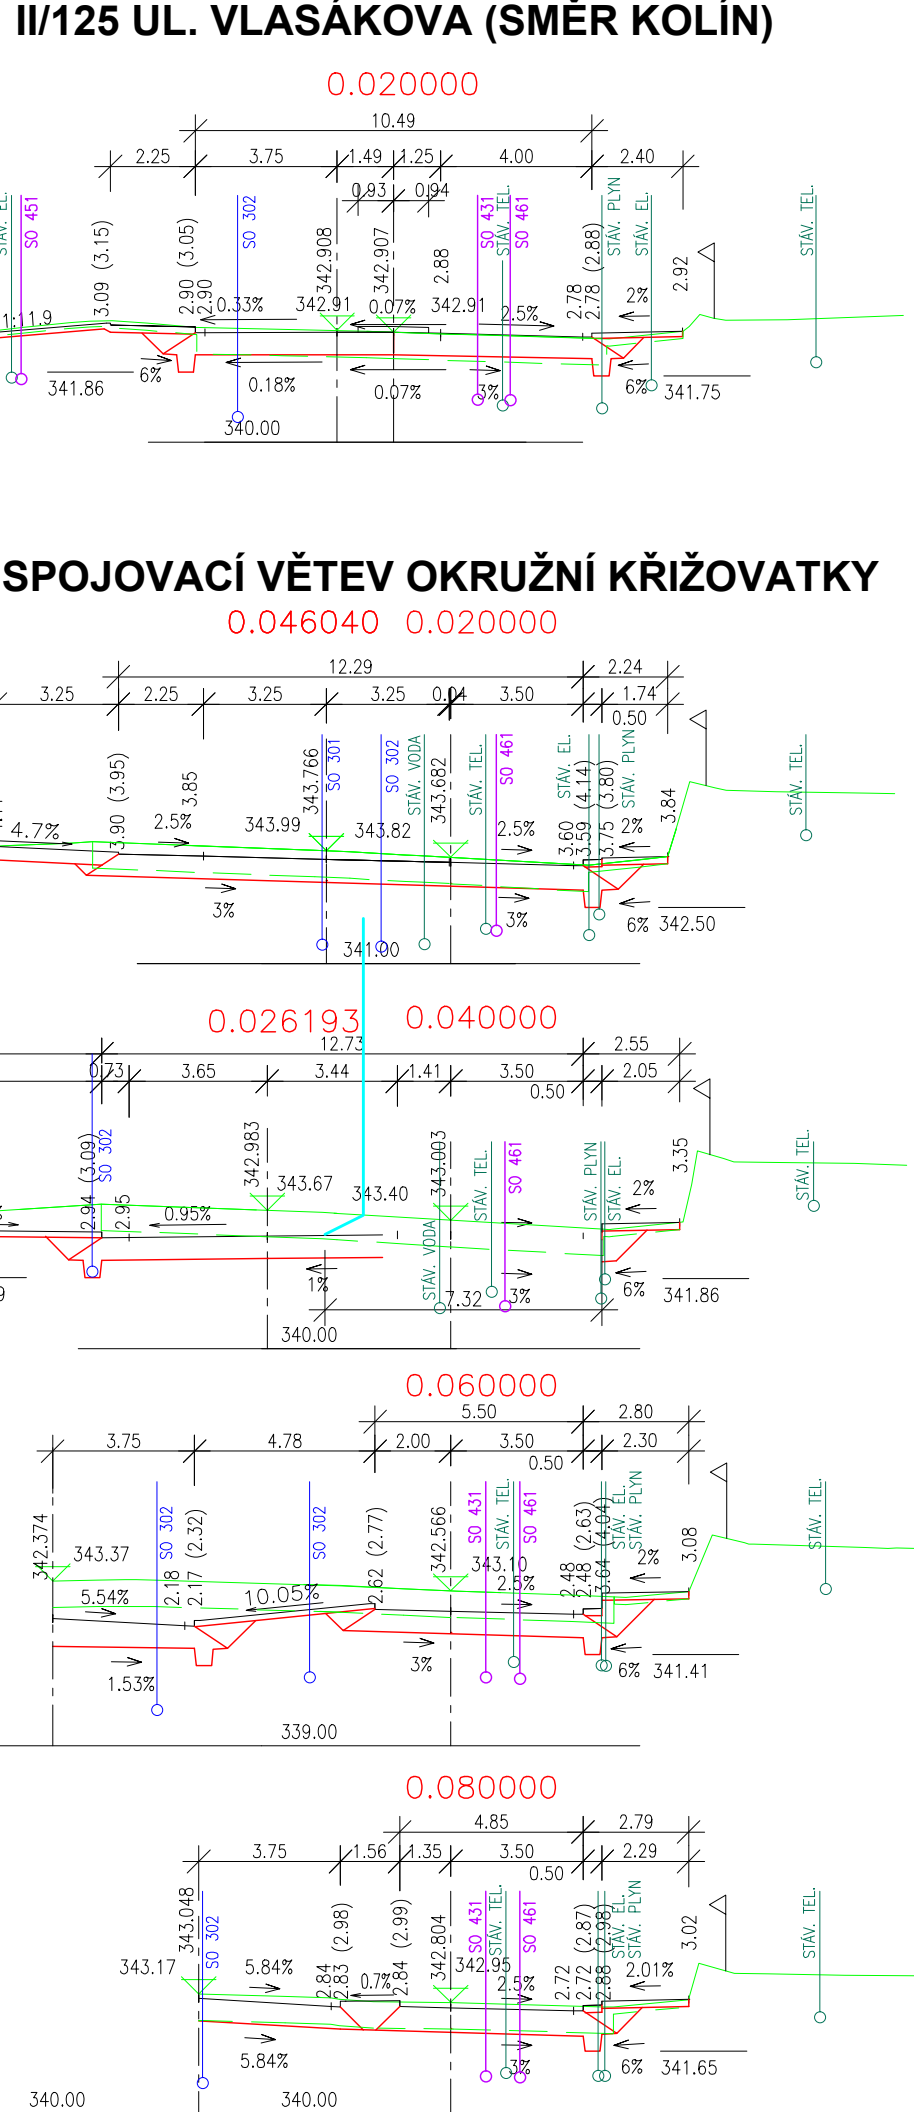 II/125 UL. VLASÁKOVA (SMĚR KOLÍN)
0.020000
10.49
2.25 3.75 1.49 1.25 4.00 2.40
0.93 0.94
STÁV. EL. SO 451 3.09 (3.15) 2.90 (3.05) 2.90 SO 302 342.908 342.907 2.88 SO 431 STÁV. TEL. SO 461 2.78 2.78 (2.88) STÁV. PLYN STÁV. EL. 2.92 STÁV. TEL.
1:11.9 0.33% 342.91 0.07% 342.91 2.5% 2%
341.86 6% 0.18% 0.07% 3% 6% 341.75
340.00
SPOJOVACÍ VĚTEV OKRUŽNÍ KŘIŽOVATKY
0.046040 0.020000
12.29 2.24
3.25 2.25 3.25 3.25 0.04 3.50 1.74
0.50
3.90 (3.95) 3.85 343.766 SO 301 SO 302 STÁV. VODA 343.682 STÁV. TEL. SO 461 STÁV. EL. 3.60 3.59 (4.14) 3.75 (3.80) STÁV. PLYN 3.84 STÁV. TEL.
4.7% 2.5% 343.99 343.82 2.5% 2%
3% 3% 6% 342.50
341.00
0.026193 0.040000
12.73 2.55
0.73 3.65 3.44 1.41 3.50 2.05
0.50
2.94 (3.09) SO 302 2.95 342.983 343.003 STÁV. VODA STÁV. TEL. SO 461 STÁV. PLYN STÁV. EL. 3.35 STÁV. TEL.
343.67 343.40 2%
0.95%
1% 7.32 3% 6% 341.86
340.00
0.060000
5.50 2.80
3.75 4.78 2.00 3.50 2.30
0.50
342.374 SO 302 2.18 2.17 (2.32) SO 302 2.62 (2.77) 342.566 SO 431 STÁV. TEL. SO 461 2.48 2.48 (2.63) 3.64 (4.04) STÁV. EL. STÁV. PLYN 3.08 STÁV. TEL.
343.37 343.10 2%
5.54% 10.05% 2.5%
1.53% 3% 6% 341.41
339.00
0.080000
4.85 2.79
3.75 1.56 1.35 3.50 2.29
0.50
343.048 SO 302 2.84 2.83 (2.98) 2.84 (2.99) 342.804 SO 431 STÁV. TEL. SO 461 2.72 2.72 (2.87) 2.88 (2.98) STÁV. EL. STÁV. PLYN 3.02 STÁV. TEL.
343.17 5.84% 0.7% 342.95 2.5% 2.01%
5.84% 3% 6% 341.65
340.00 340.00